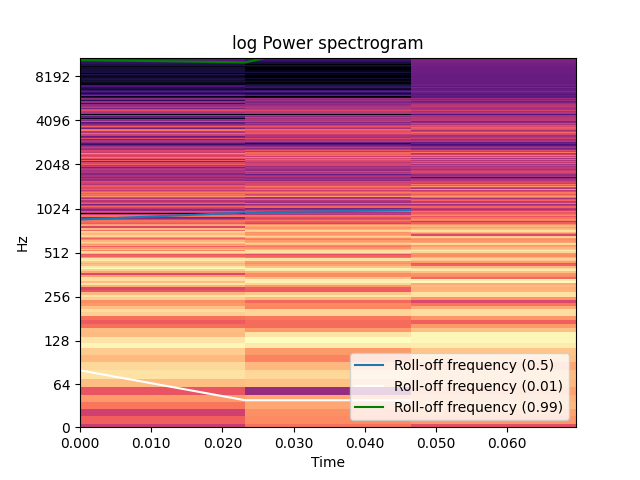 log Power spectrogram
Hz
8192
4096
2048
1024
512
256
128
64
0
Roll-off frequency (0.5)
Roll-off frequency (0.01)
Roll-off frequency (0.99)
0.000 0.010 0.020 0.030 0.040 0.050 0.060
Time